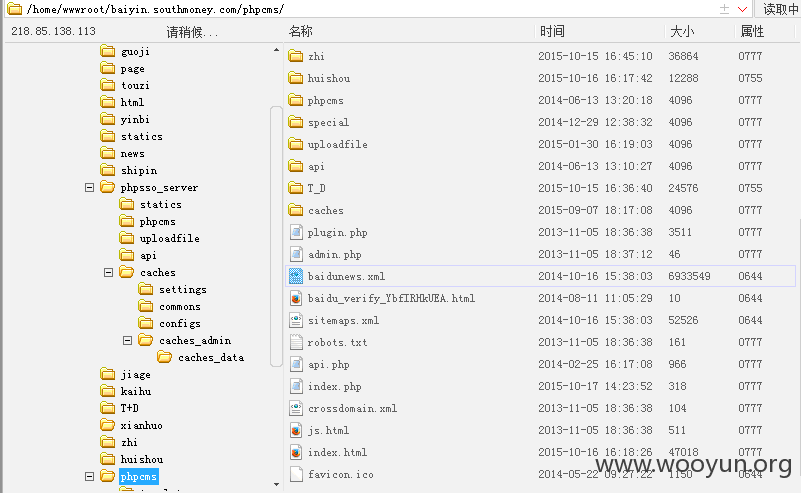 /home/wwwroot/baiyin.southmoney.com/phpcms/ 读取中
218.85.138.113 请稍候... 名称 时间 大小 属性
guoji
page
touzi
html
yinbi
statics
news
shipin
phpsso_server
statics
phpcms
uploadfile
api
caches
settings
commons
configs
caches_admin
caches_data
jiage
kaihu
T+D
xianhuo
zhi
huishou
phpcms
zhi 2015-10-15 16:45:10 36864 0777
huishou 2015-10-16 16:17:42 12288 0755
phpcms 2014-06-13 13:20:18 4096 0777
special 2014-12-29 12:38:32 4096 0777
uploadfile 2015-01-30 16:19:03 4096 0777
api 2014-06-13 13:10:27 4096 0777
T_D 2015-10-15 16:36:40 24576 0755
caches 2015-09-07 18:17:08 4096 0777
plugin.php 2013-11-05 18:36:38 3511 0777
admin.php 2013-11-05 18:37:12 46 0777
baidunews.xml 2014-10-16 15:38:03 6933549 0644
baidu_verify_YbfIRHkUEA.html 2014-08-11 11:05:29 10 0644
sitemaps.xml 2014-10-16 15:38:03 52526 0644
robots.txt 2013-11-05 18:36:38 161 0777
api.php 2014-02-25 16:17:08 966 0777
index.php 2015-10-17 14:23:52 318 0777
crossdomain.xml 2013-11-05 18:36:38 104 0777
js.html 2013-11-05 18:36:38 511 0777
index.html 2015-10-16 16:18:26 47018 0777
favicon.ico 2014-05-22 09:27:22 1150 0644
www.wooyun.org